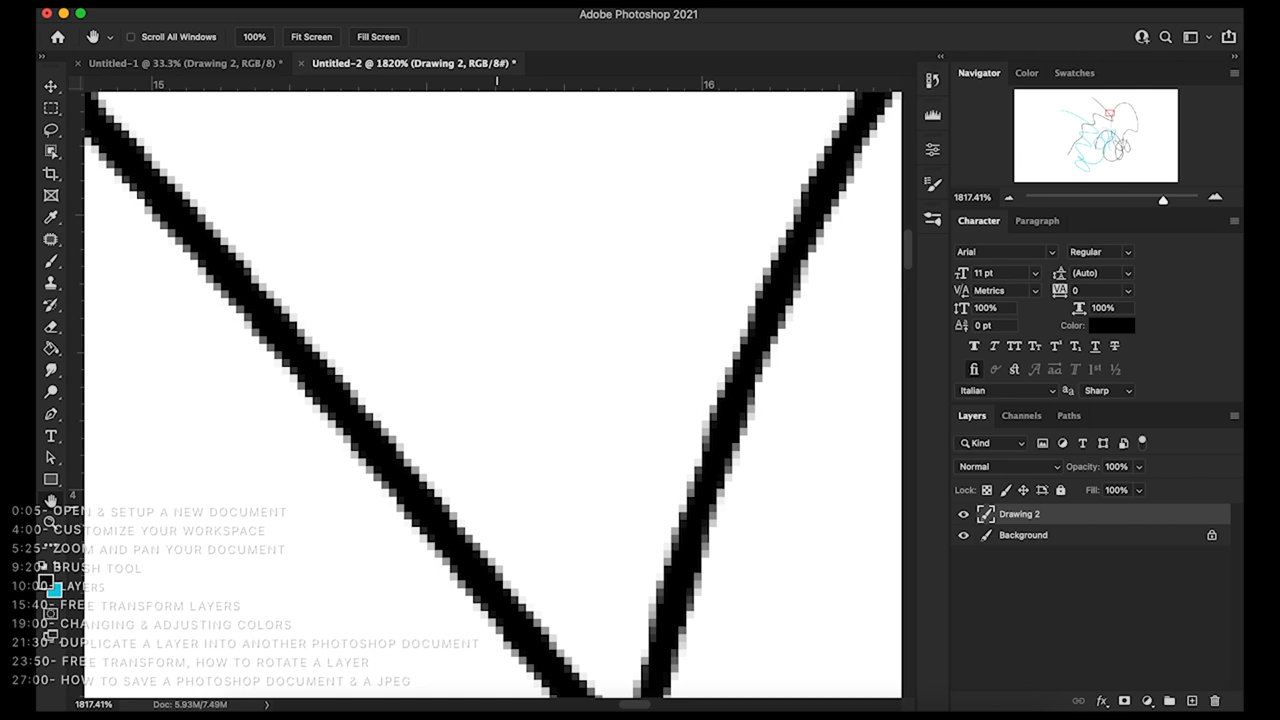 Adobe Photoshop 2021
Scroll All Windows 100% Fit Screen Fill Screen
Untitled-1 @ 33.3% (Drawing 2, RGB/8) *
Untitled-2 @ 1820% (Drawing 2, RGB/8#) *
15 16
4
Navigator Color Swatches
1817.41%
Character Paragraph
Arial Regular
11 pt (Auto)
Metrics 0
100% 100%
0 pt Color:
Italian Sharp
Layers Channels Paths
Kind
Normal Opacity: 100%
Lock: Fill: 100%
Drawing 2
Background
0:05- OPEN & SETUP A NEW DOCUMENT
4:00- CUSTOMIZE YOUR WORKSPACE
5:25- ZOOM AND PAN YOUR DOCUMENT
9:20- BRUSH TOOL
10:00- LAYERS
15:40- FREE TRANSFORM LAYERS
19:00- CHANGING & ADJUSTING COLORS
21:30- DUPLICATE A LAYER INTO ANOTHER PHOTOSHOP DOCUMENT
23:50- FREE TRANSFORM, HOW TO ROTATE A LAYER
27:00- HOW TO SAVE A PHOTOSHOP DOCUMENT & A JPEG
1817.41% Doc: 5.93M/7.49M